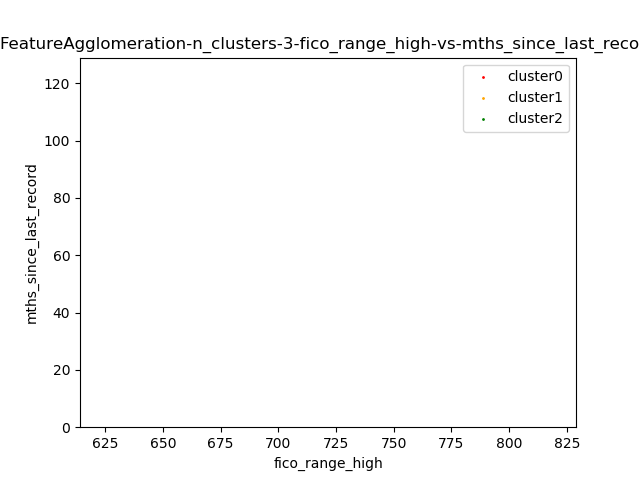 FeatureAgglomeration-n_clusters-3-fico_range_high-vs-mths_since_last_reco
cluster0
cluster1
cluster2
mths_since_last_record
120
100
80
60
40
20
0
625 650 675 700 725 750 775 800 825
fico_range_high